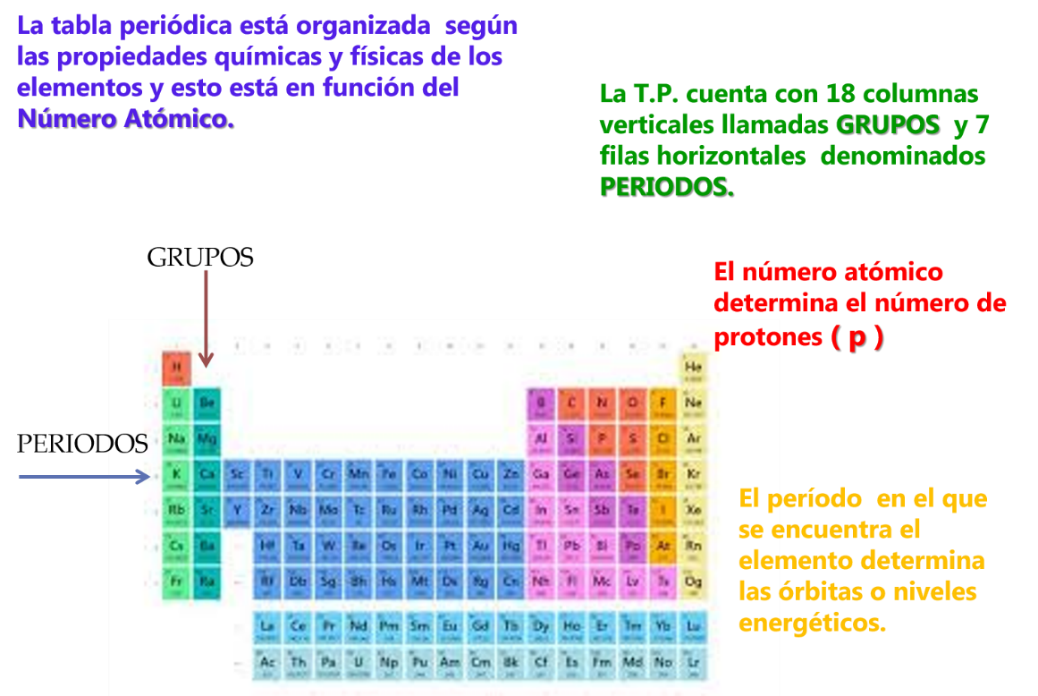 La tabla periódica está organizada según
las propiedades químicas y físicas de los
elementos y esto está en función del
Número Atómico.
La T.P. cuenta con 18 columnas
verticales llamadas GRUPOS y 7
filas horizontales denominados
PERIODOS.
GRUPOS
El número atómico
determina el número de
protones ( p )
H He
Li Be B C N O F Ne
PERIODOS
Na Mg Al Si P S Cl Ar
K Ca Sc Ti V Cr Mn Fe Co Ni Cu Zn Ga Ge As Se Br Kr
Rb Sr Y Zr Nb Mo Tc Ru Rh Pd Ag Cd In Sn Sb Te I Xe
Cs Ba Hf Ta W Re Os Ir Pt Au Hg Tl Pb Bi Po At Rn
Fr Ra Rf Db Sg Bh Hs Mt Ds Rg Cn Nh Fl Mc Lv Ts Og
La Ce Pr Nd Pm Sm Eu Gd Tb Dy Ho Er Tm Yb Lu
Ac Th Pa U Np Pu Am Cm Bk Cf Es Fm Md No Lr
El período en el que
se encuentra el
elemento determina
las órbitas o niveles
energéticos.